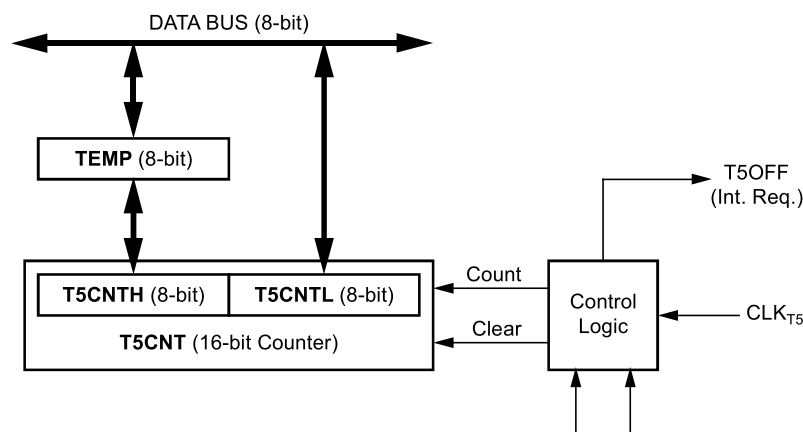 DATA BUS (8-bit)
TEMP (8-bit)
T5OFF
(Int. Req.)
T5CNTH (8-bit)
T5CNTL (8-bit)
T5CNT (16-bit Counter)
Count
Clear
Control
Logic
CLKT5